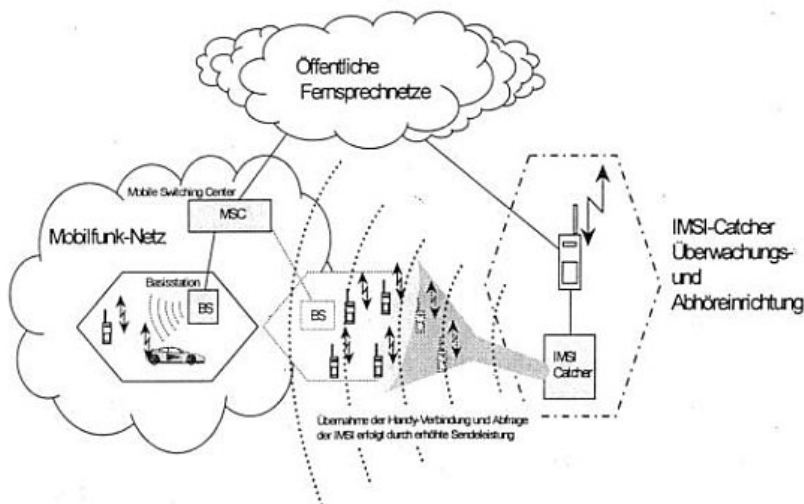 Öffentliche
Fernsprechnetze
Mobile Switching Center
MSC
Mobilfunk-Netz
Basisstation
BS
BS
IMSI-Catcher
Überwachungs-
und
Abhöreinrichtung
IMSI
Catcher
Übernahme der Handy-Verbindung und Abfrage
der IMSI erfolgt durch erhöhte Sendeleistung